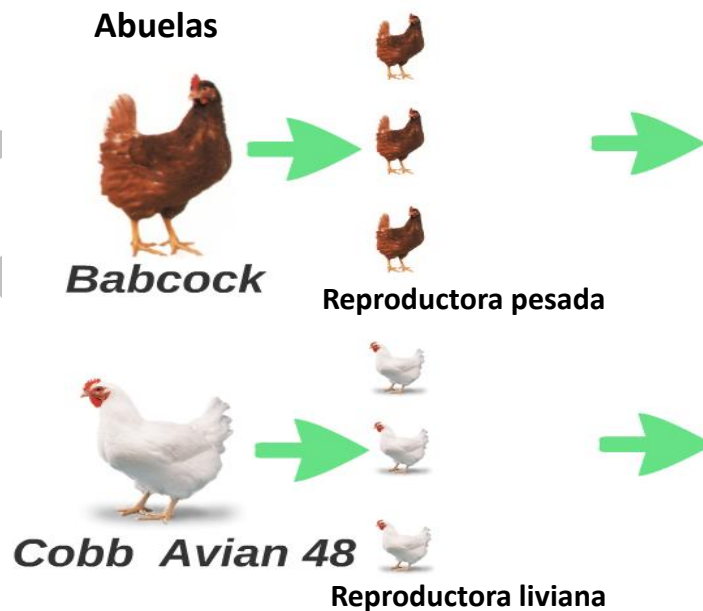 Abuelas
Babcock
Reproductora pesada
Cobb Avian 48
Reproductora liviana